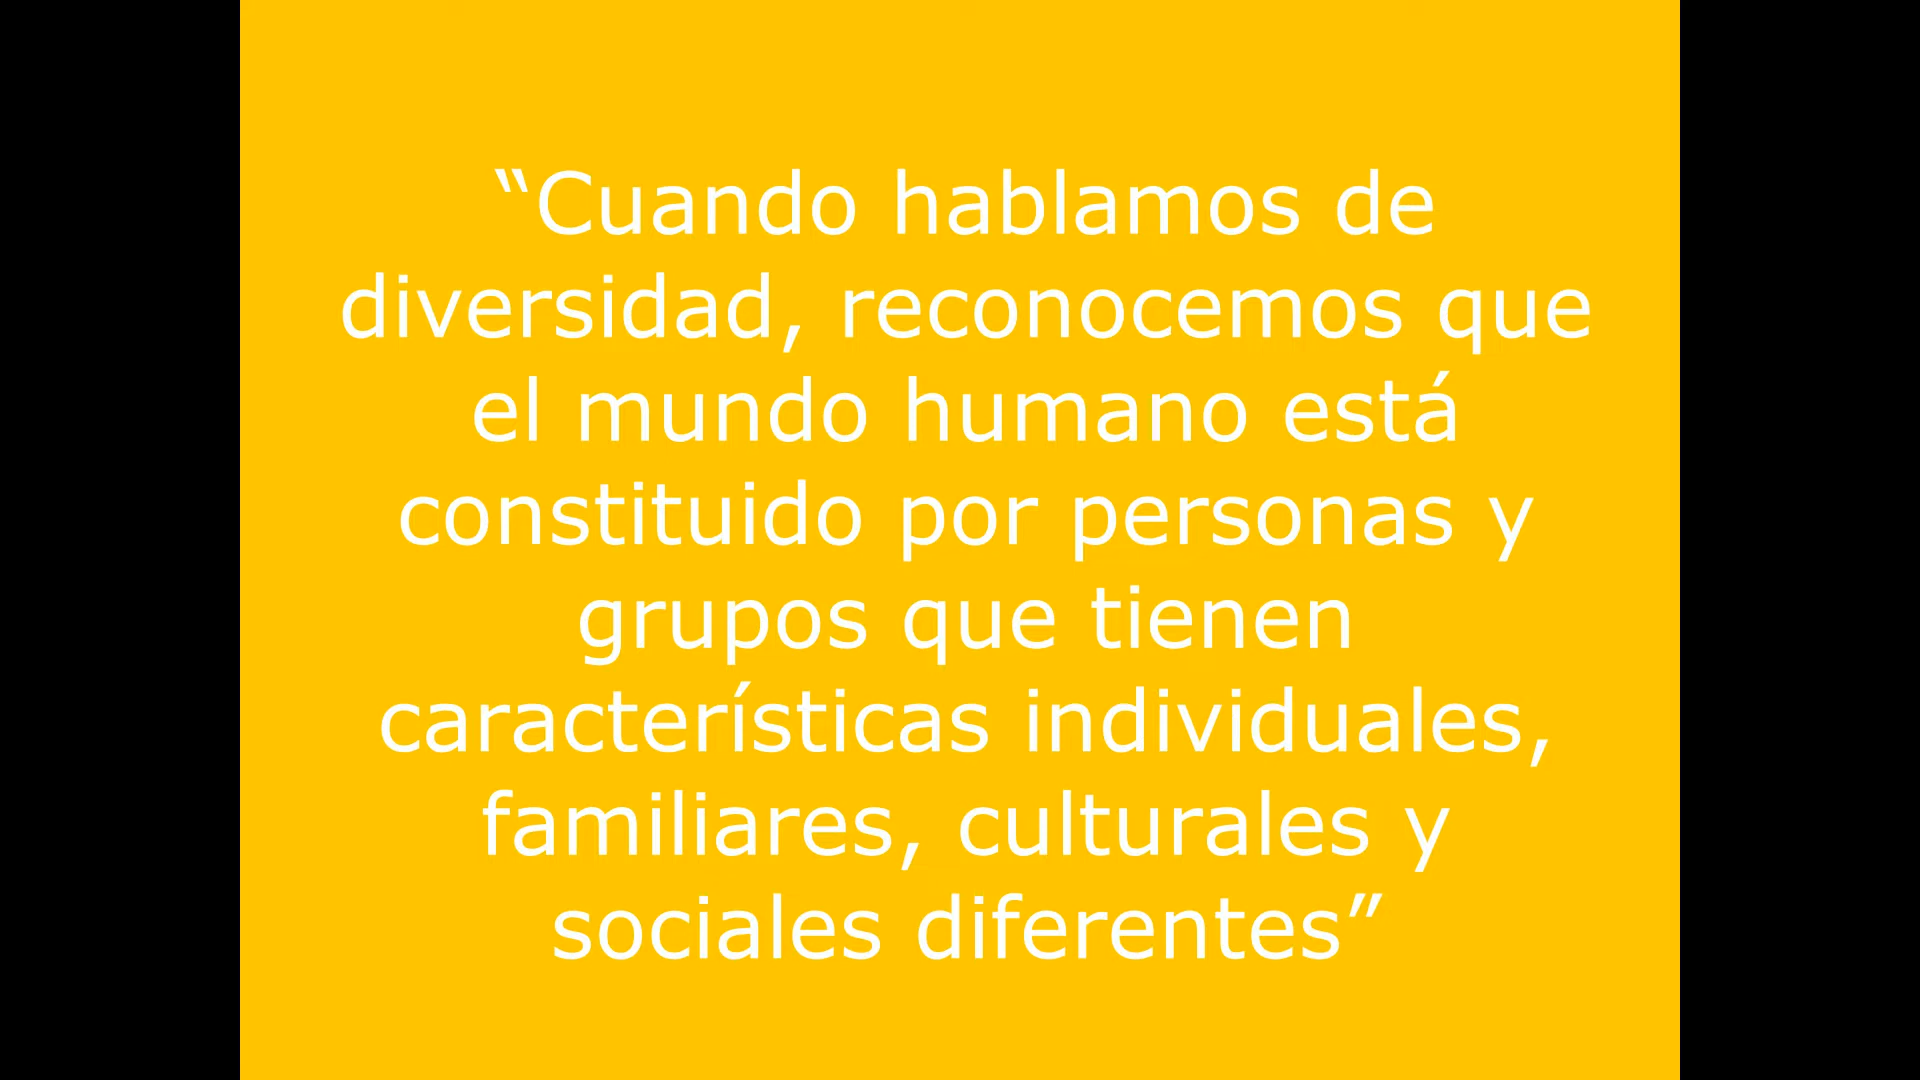 “Cuando hablamos de
diversidad, reconocemos que
el mundo humano está
constituido por personas y
grupos que tienen
características individuales,
familiares, culturales y
sociales diferentes”